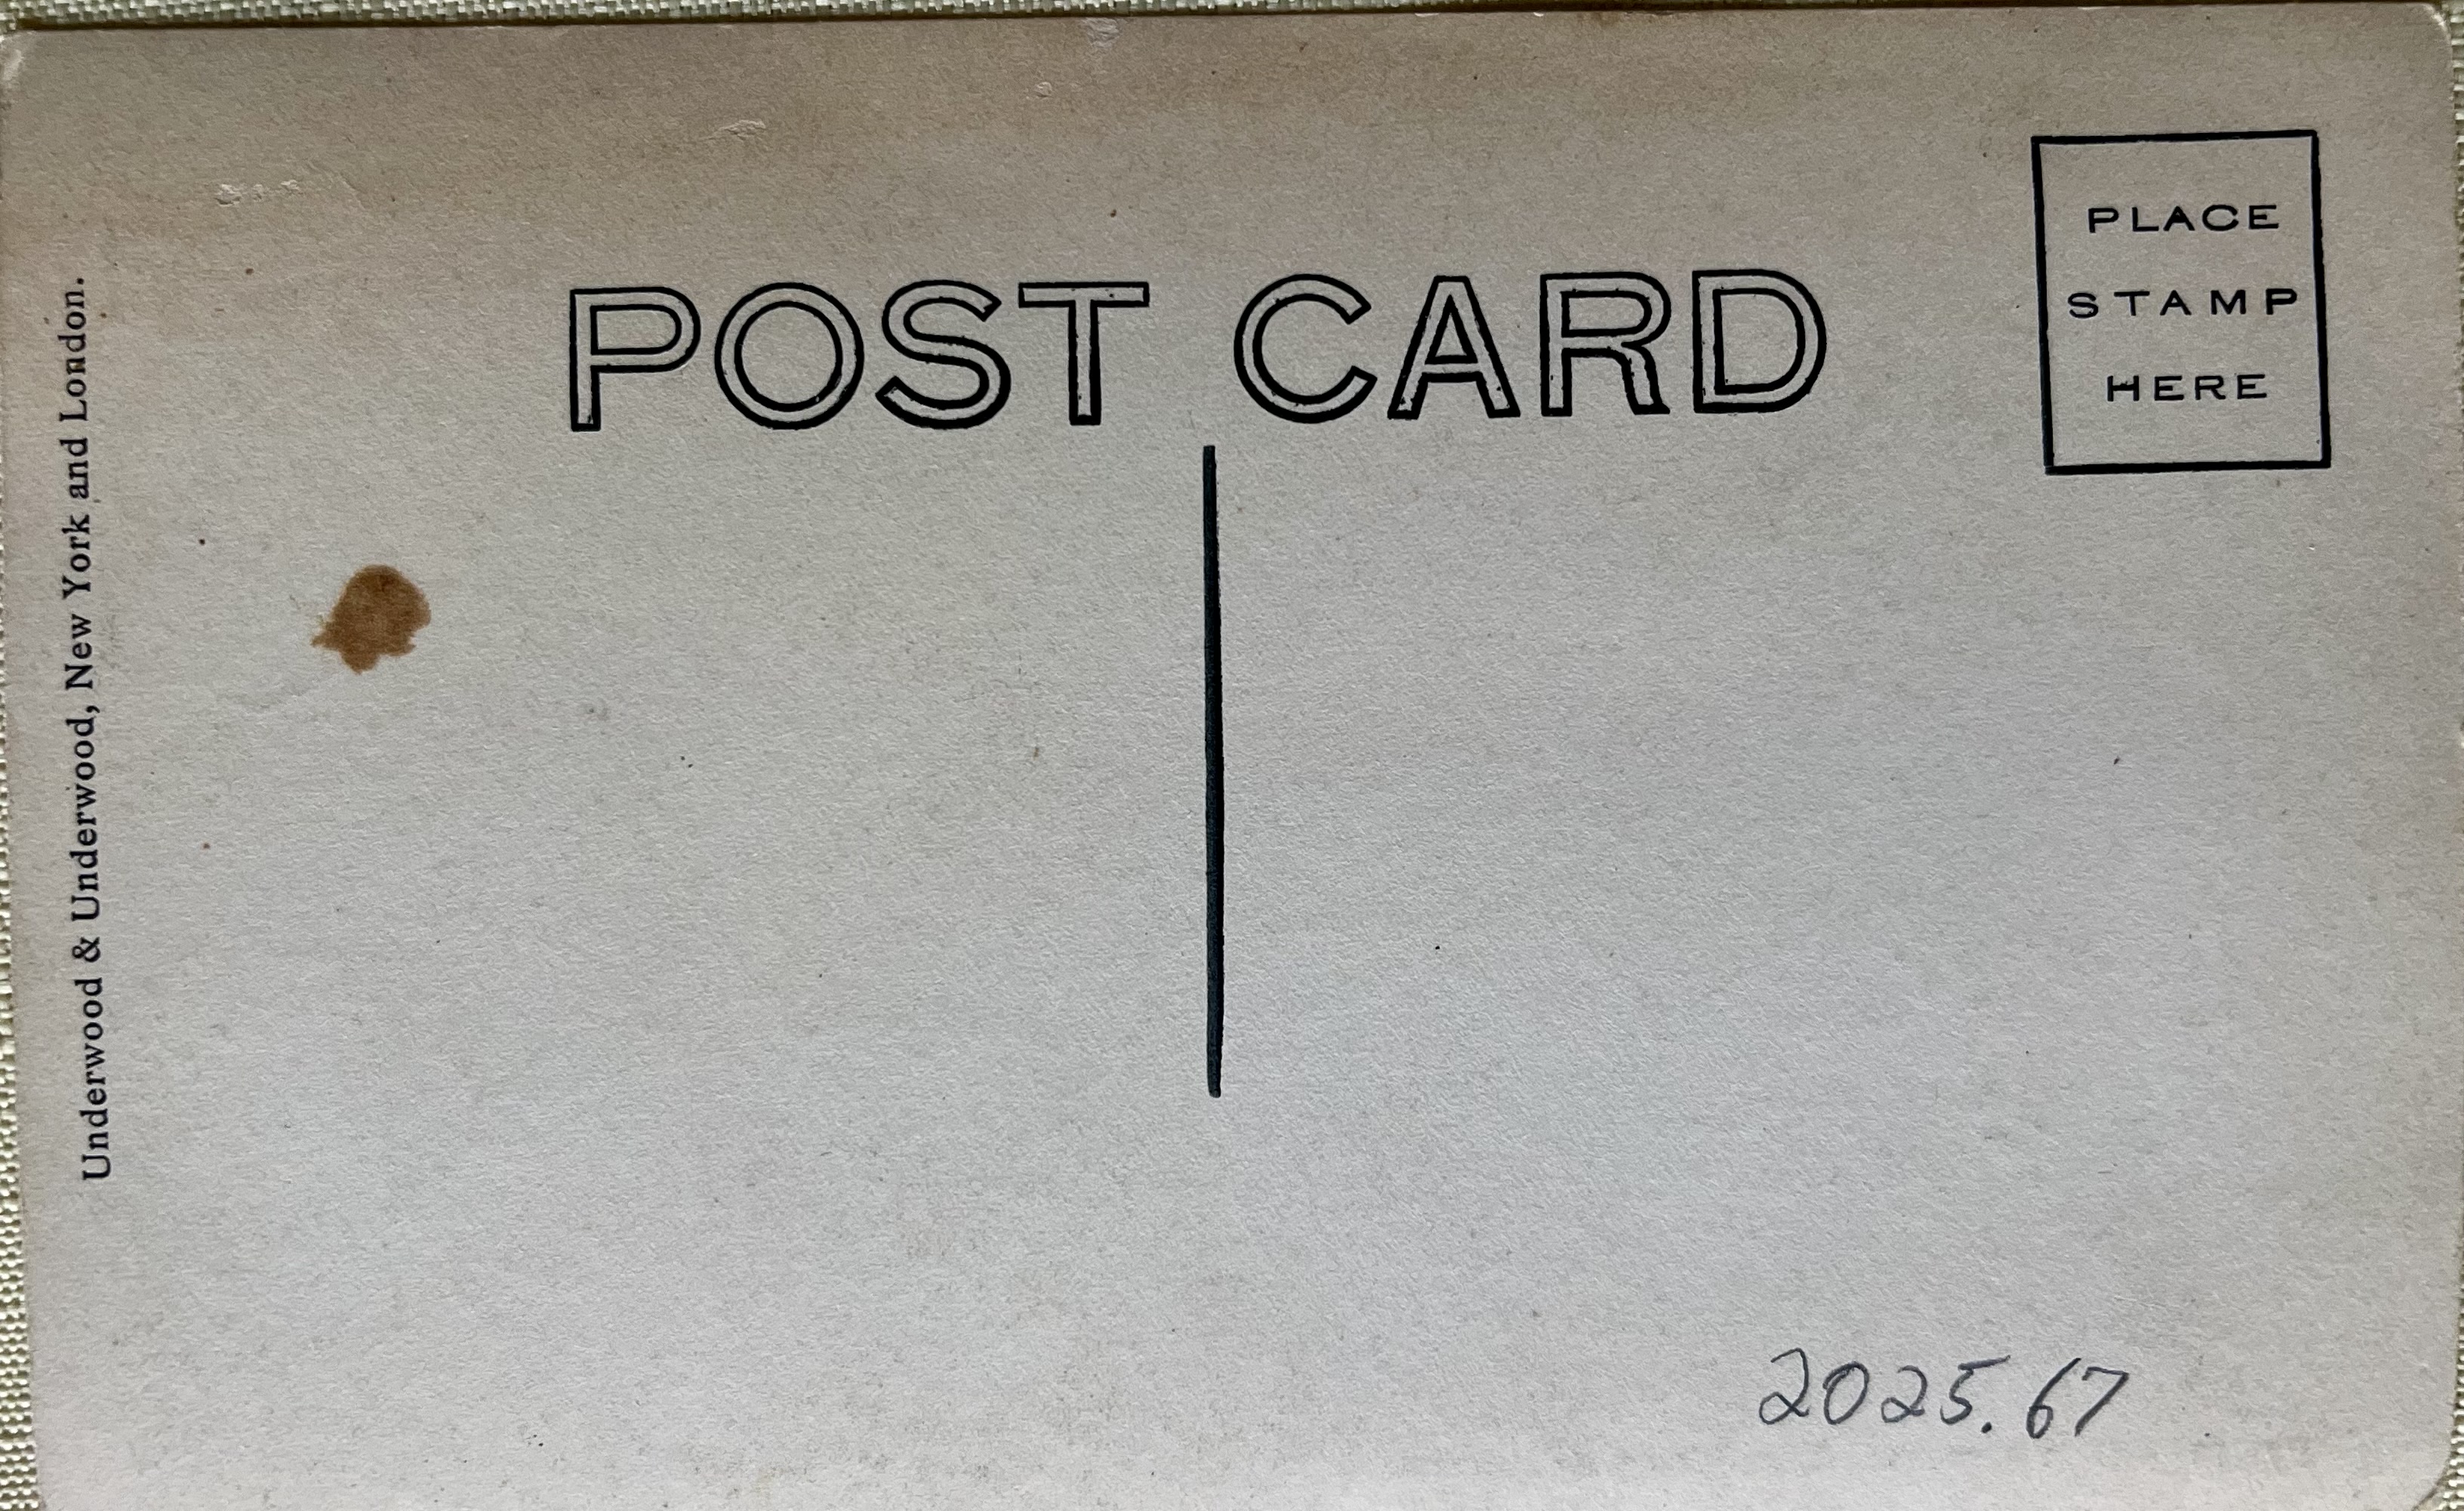 Underwood & Underwood, New York and London.
POST CARD
PLACE
STAMP
HERE
2025.67